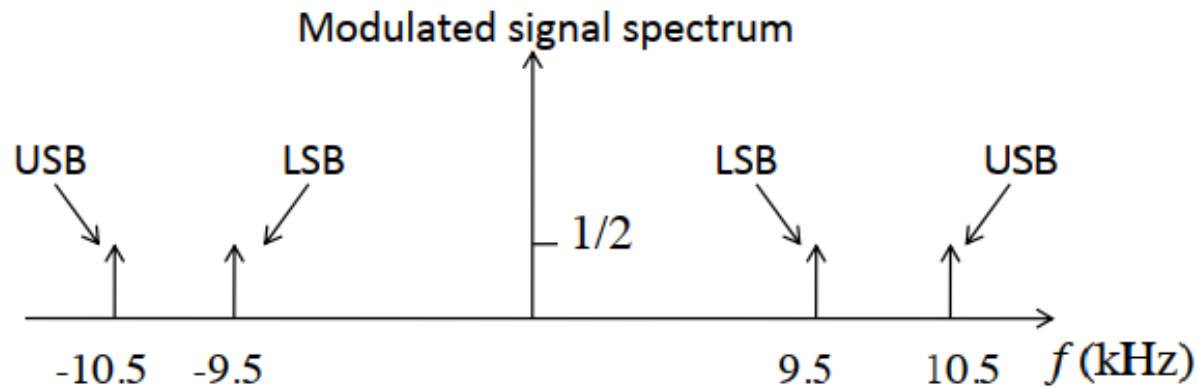 Modulated signal spectrum
USB LSB LSB USB
1/2
-10.5 -9.5 9.5 10.5 f (kHz)